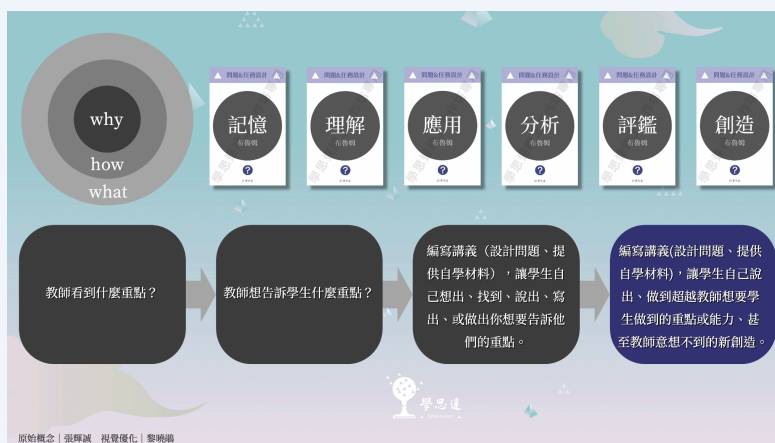 why
how
what
問題&任務設計
記憶
布魯姆
?
問題&任務設計
理解
布魯姆
?
問題&任務設計
應用
布魯姆
?
問題&任務設計
分析
布魯姆
?
問題&任務設計
評鑑
布魯姆
?
問題&任務設計
創造
布魯姆
?
教師看到什麼重點？
教師想告訴學生什麼重點？
編寫講義（設計問題、提
供自學材料），讓學生自
己想出、找到、說出、寫
出、或做出你想要告訴他
們的重點。
編寫講義(設計問題、提供
自學材料)，讓學生自己說
出、做到超越教師想要學
生做到的重點或能力、甚
至教師意想不到的新創造。
學思達
原始概念｜張輝誠 視覺優化｜黎曉鵑